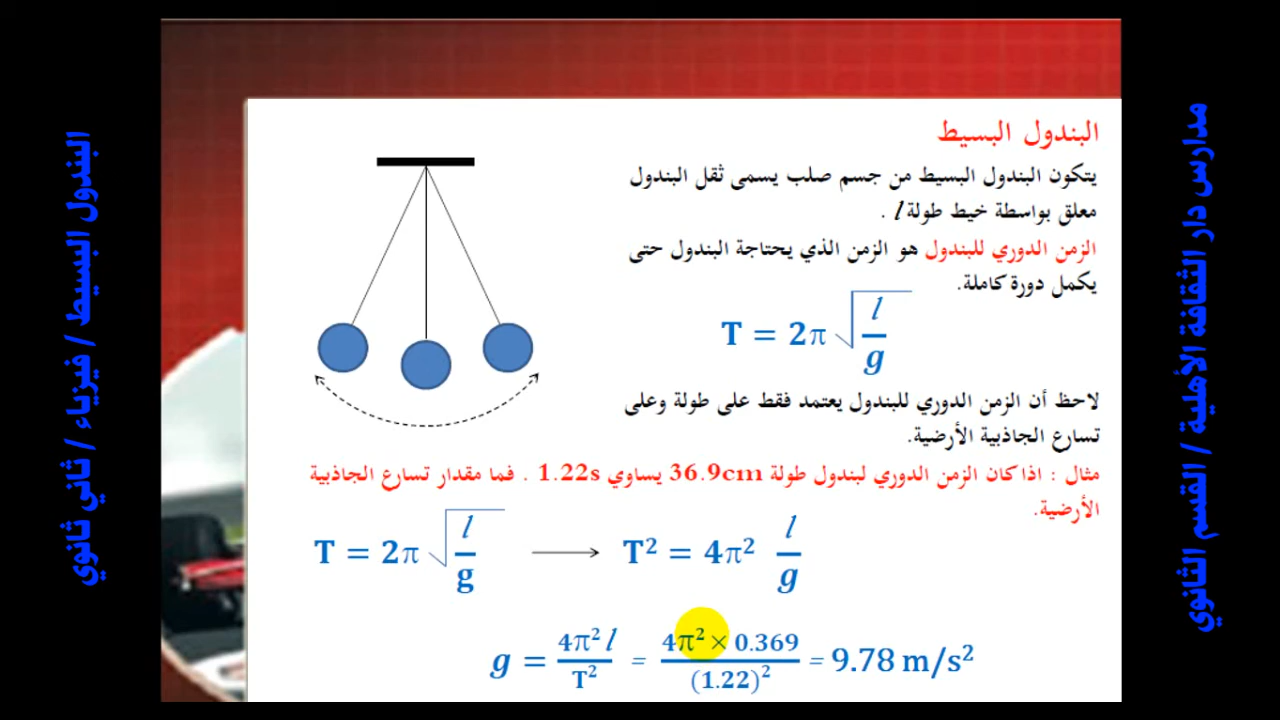 البندول البسيط
يتكون البندول البسيط من جسم صلب يسمى ثقل البندول
معلق بواسطة خيط طولة l .
الزمن الدوري للبندول هو الزمن الذي يحتاجة البندول حتى
يكمل دورة كاملة.
T = 2π √(l/g)
لاحظ أن الزمن الدوري للبندول يعتمد فقط على طولة وعلى
تسارع الجاذبية الأرضية.
مثال : اذا كان الزمن الدوري لبندول طولة 36.9cm يساوي 1.22s . فما مقدار تسارع الجاذبية
الأرضية.
T = 2π √(l/g) → T² = 4π² l/g
g = 4π² l / T² = 4π² × 0.369 / (1.22)² = 9.78 m/s²
مدارس دار الثقافة الأهلية / القسم الثانوي
البندول البسيط / فيزياء / ثاني ثانوي